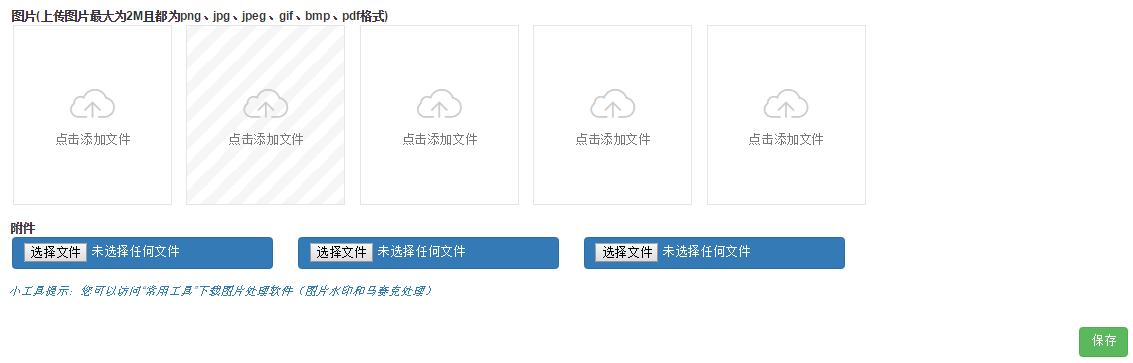 图片(上传图片最大为2M且都为png、jpg、jpeg、gif、bmp、pdf格式)
点击添加文件 点击添加文件 点击添加文件 点击添加文件 点击添加文件
附件
选择文件 未选择任何文件 选择文件 未选择任何文件 选择文件 未选择任何文件
小工具提示：您可以访问“常用工具”下载图片处理软件（图片水印和马赛克处理）
保存